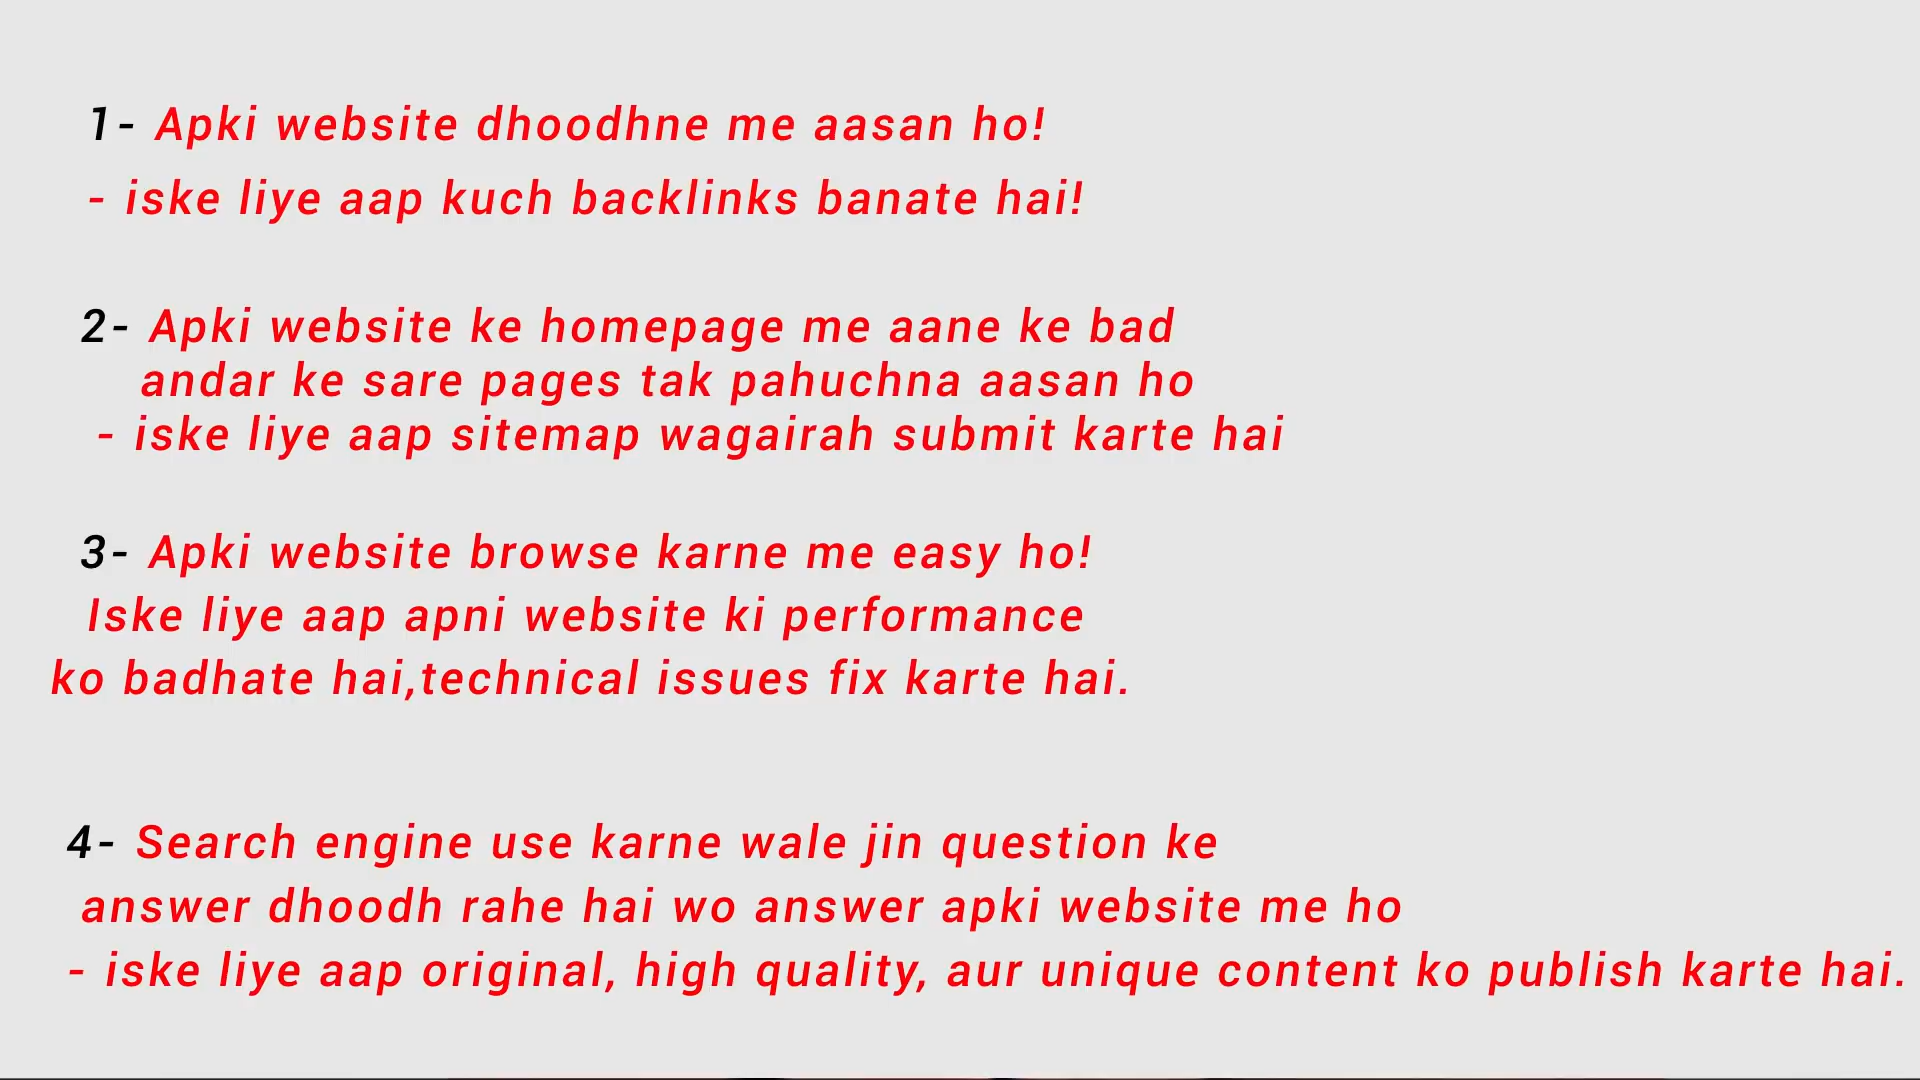 1- Apki website dhoodhne me aasan ho!
- iske liye aap kuch backlinks banate hai!
2- Apki website ke homepage me aane ke bad
andar ke sare pages tak pahuchna aasan ho
- iske liye aap sitemap wagairah submit karte hai
3- Apki website browse karne me easy ho!
Iske liye aap apni website ki performance
ko badhate hai,technical issues fix karte hai.
4- Search engine use karne wale jin question ke
answer dhoodh rahe hai wo answer apki website me ho
- iske liye aap original, high quality, aur unique content ko publish karte hai.